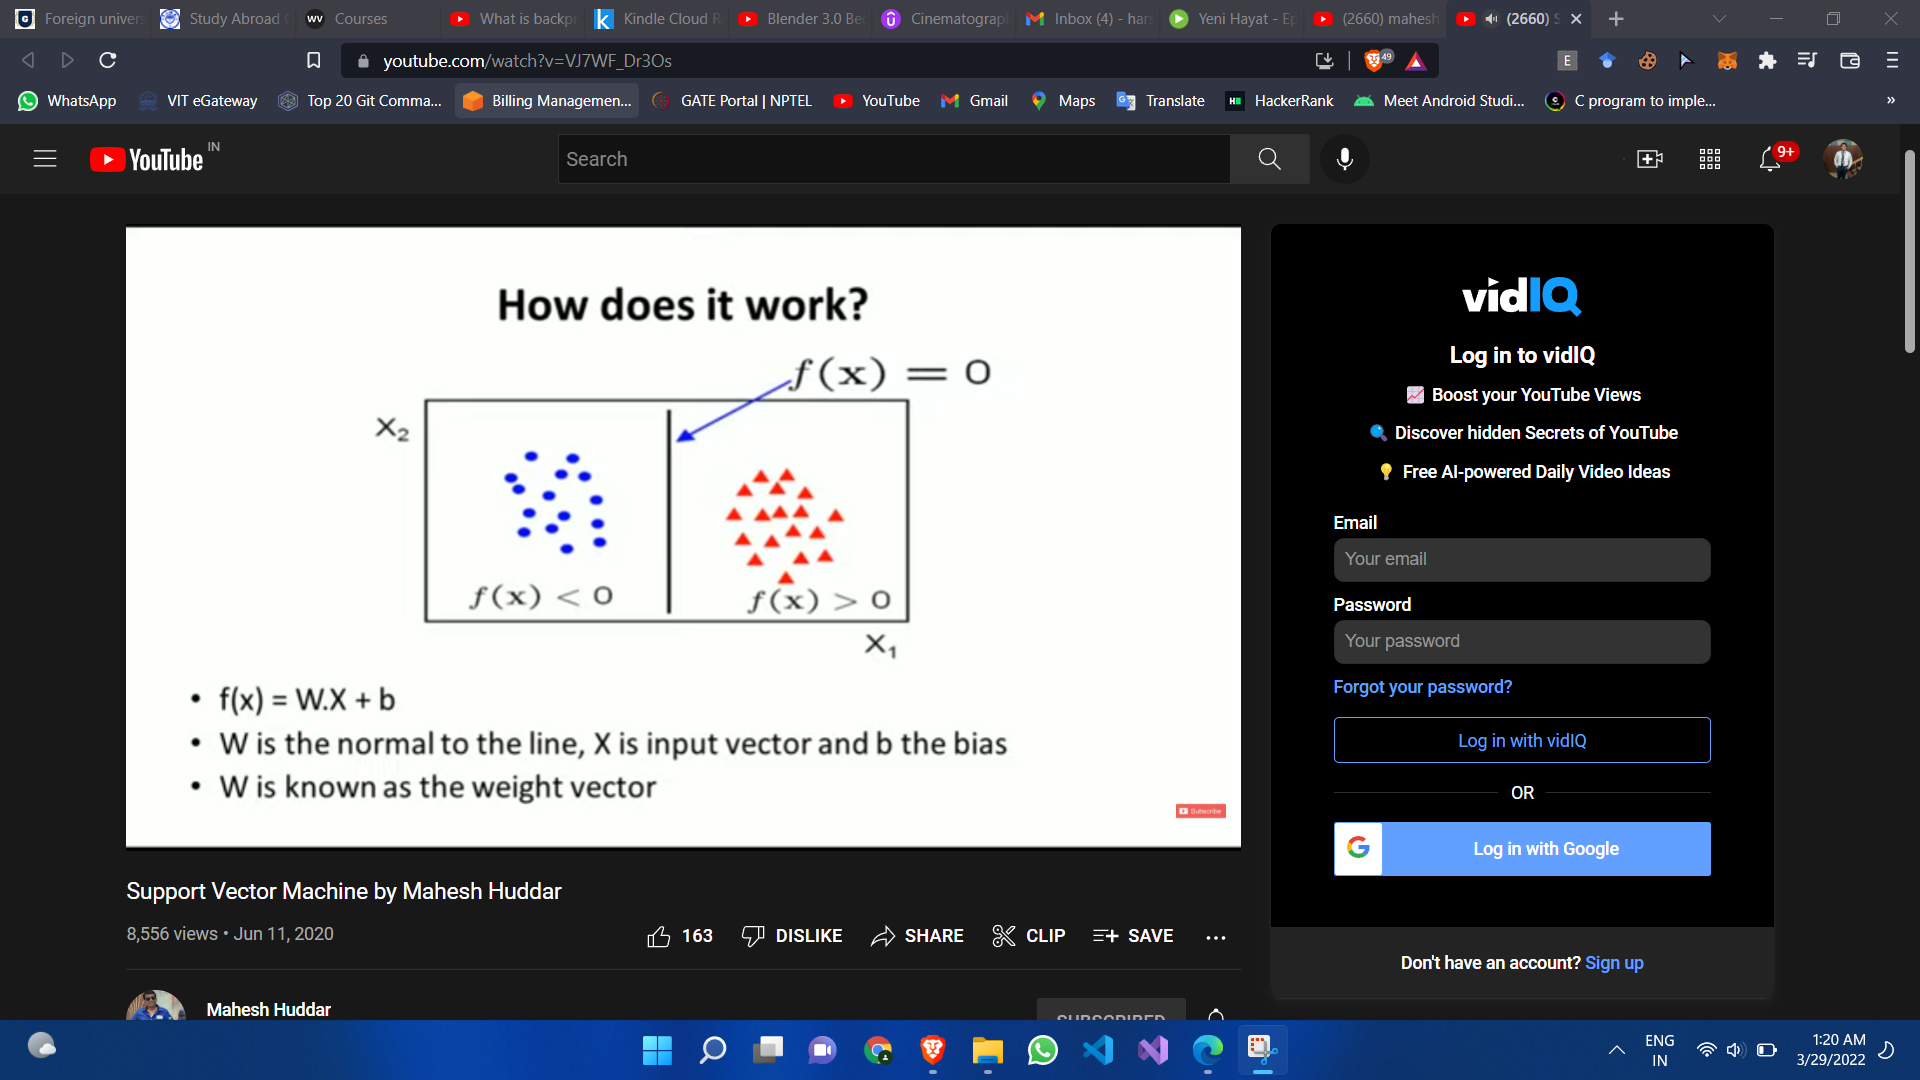 Foreign univer
Study Abroad
Courses
What is backpr
Kindle Cloud R
Blender 3.0 Be
Cinematograp
Inbox (4) - har
Yeni Hayat - Ep
(2660) mahesh
(2660) S
youtube.com/watch?v=VJ7WF_Dr3Os
49
E
WhatsApp
VIT eGateway
Top 20 Git Comma...
Billing Managemen...
GATE Portal | NPTEL
YouTube
Gmail
Maps
Translate
HackerRank
Meet Android Studi...
C program to imple...
»
YouTube IN
Search
9+
How does it work?
f(x) = 0
X₂
f(x) < 0
f(x) > 0
X₁
• f(x) = W.X + b
• W is the normal to the line, X is input vector and b the bias
• W is known as the weight vector
Subscribe
Support Vector Machine by Mahesh Huddar
8,556 views • Jun 11, 2020
163
DISLIKE
SHARE
CLIP
SAVE
Mahesh Huddar
SUBSCRIBED
vidIQ
Log in to vidIQ
Boost your YouTube Views
Discover hidden Secrets of YouTube
Free AI-powered Daily Video Ideas
Email
Your email
Password
Your password
Forgot your password?
Log in with vidIQ
OR
Log in with Google
Don't have an account? Sign up
ENG
IN
1:20 AM
3/29/2022